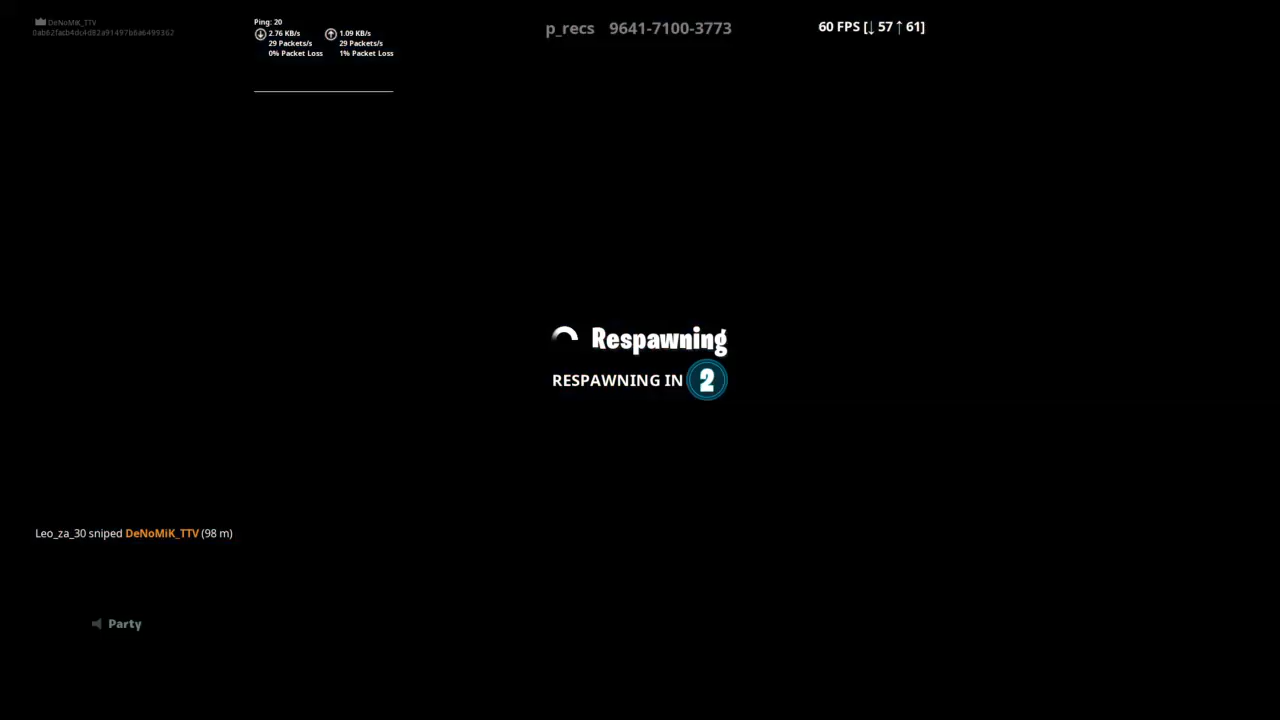 DeNoMiK_TTV
Ping: 20
2.76 KB/s
1.09 KB/s
29 Packets/s
29 Packets/s
0% Packet Loss
1% Packet Loss
p_recs 9641-7100-3773
60 FPS [↓ 57 ↑ 61]
Respawning
RESPAWNING IN 2
Leo_za_30 sniped DeNoMiK_TTV (98 m)
Party